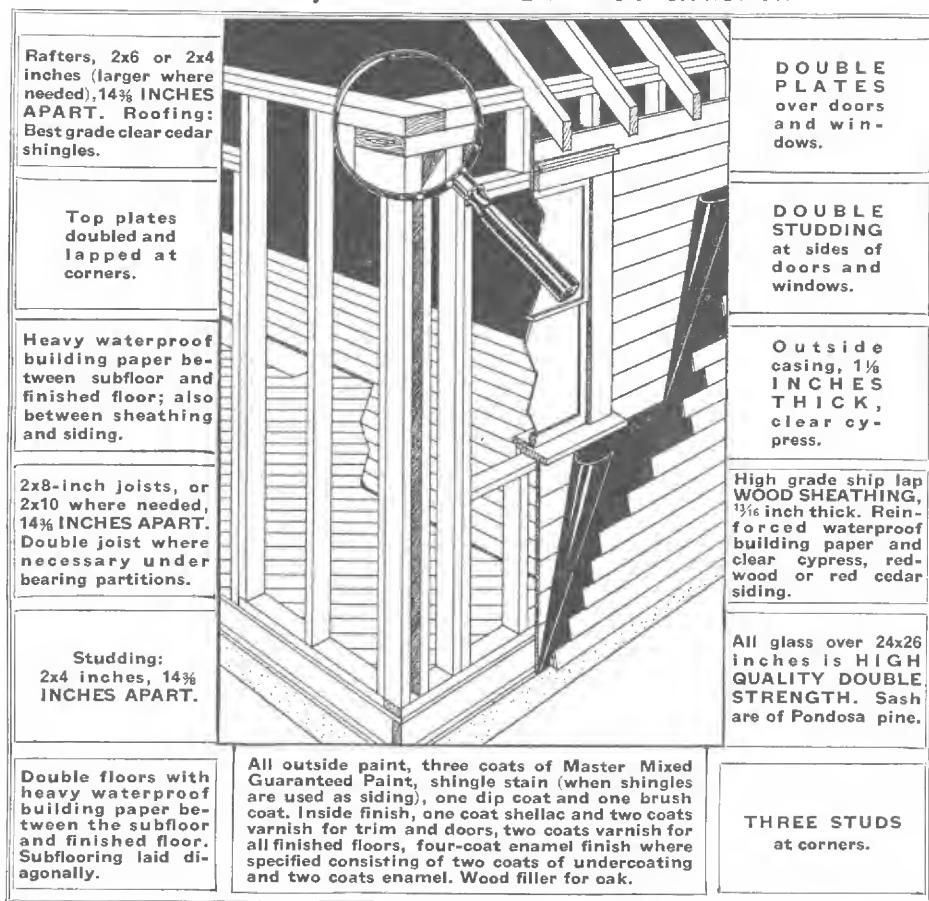 Rafters, 2x6 or 2x4
inches (larger where
needed), 14⅜ INCHES
APART. Roofing:
Best grade clear cedar
shingles.
Top plates
doubled and
lapped at
corners.
Heavy waterproof
building paper be-
tween subfloor and
finished floor; also
between sheathing
and siding.
2x8-inch joists, or
2x10 where needed,
14⅜ INCHES APART.
Double joist where
necessary under
bearing partitions.
Studding:
2x4 inches, 14⅜
INCHES APART.
Double floors with
heavy waterproof
building paper be-
tween the subfloor
and finished floor.
Subflooring laid di-
agonally.
All outside paint, three coats of Master Mixed
Guaranteed Paint, shingle stain (when shingles
are used as siding), one dip coat and one brush
coat. Inside finish, one coat shellac and two coats
varnish for trim and doors, two coats varnish for
all finished floors, four-coat enamel finish where
specified consisting of two coats of undercoating
and two coats enamel. Wood filler for oak.
DOUBLE
PLATES
over doors
and win-
dows.
DOUBLE
STUDDING
at sides of
doors and
windows.
Outside
casing, 1⅛
INCHES
THICK,
clear cy-
press.
High grade ship lap
WOOD SHEATHING,
13/16 inch thick. Rein-
forced waterproof
building paper and
clear cypress, red-
wood or red cedar
siding.
All glass over 24x26
inches is HIGH
QUALITY DOUBLE
STRENGTH. Sash
are of Pondosa pine.
THREE STUDS
at corners.